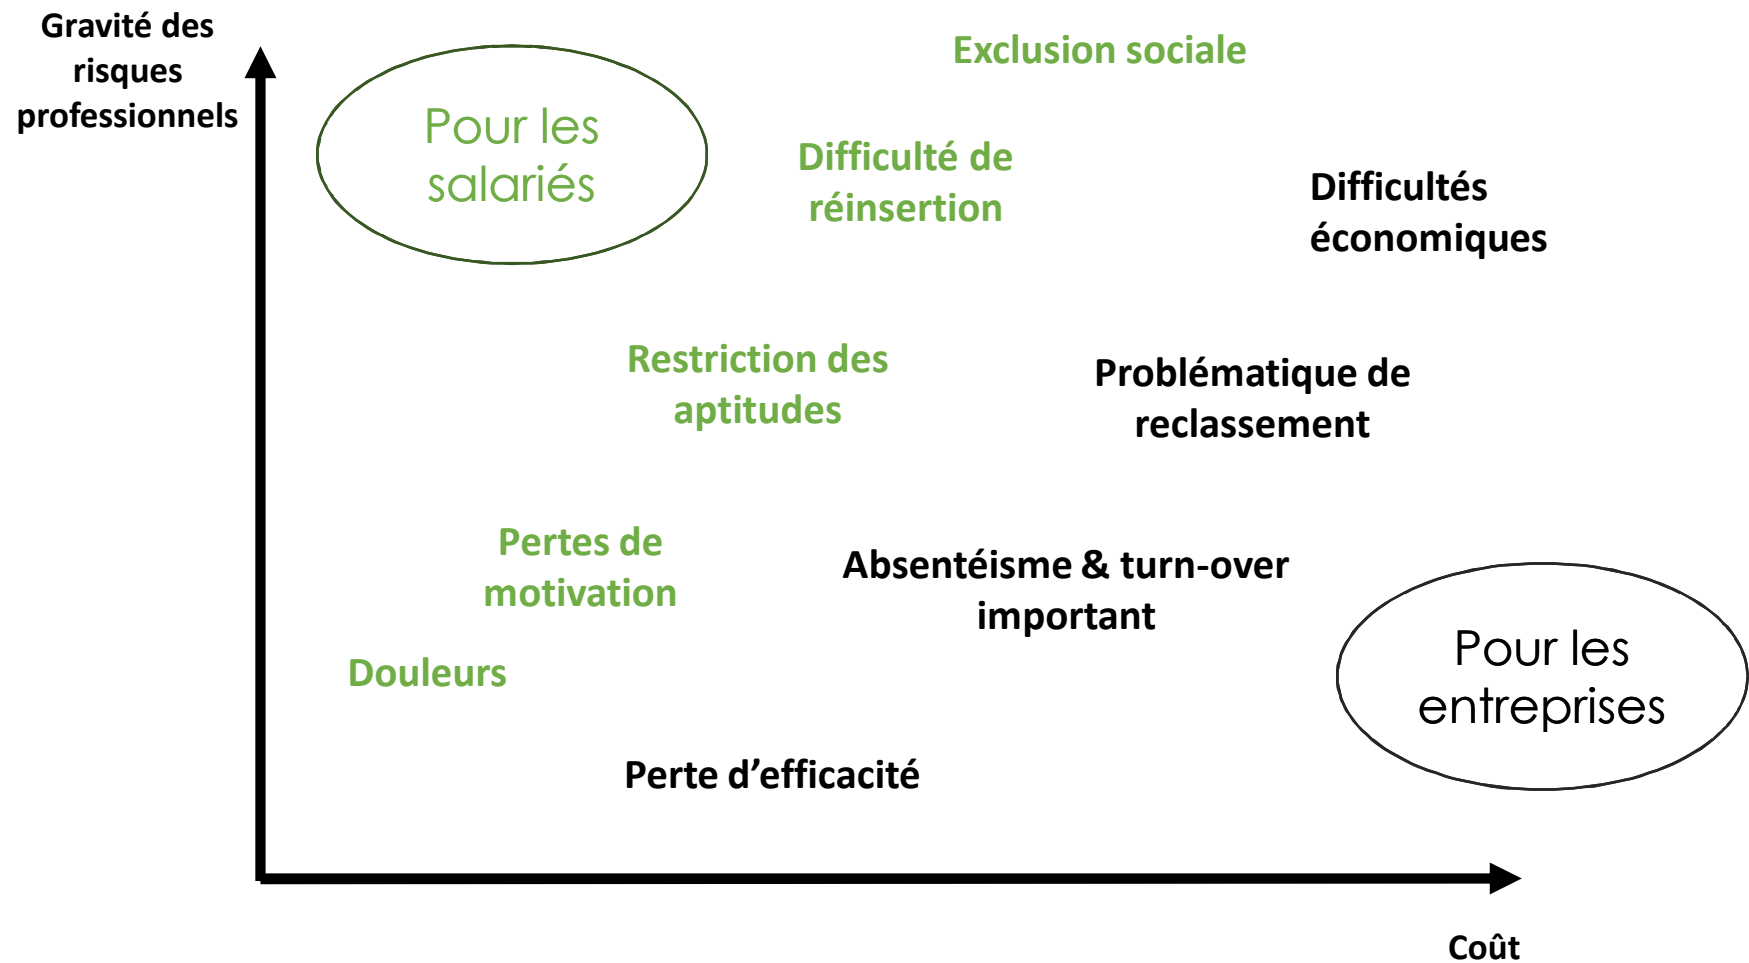 Gravité des
risques
professionnels
Pour les
salariés
Exclusion sociale
Difficulté de
réinsertion
Difficultés
économiques
Restriction des
aptitudes
Problématique de
reclassement
Pertes de
motivation
Absentéisme & turn-over
important
Douleurs
Pour les
entreprises
Perte d’efficacité
Coût